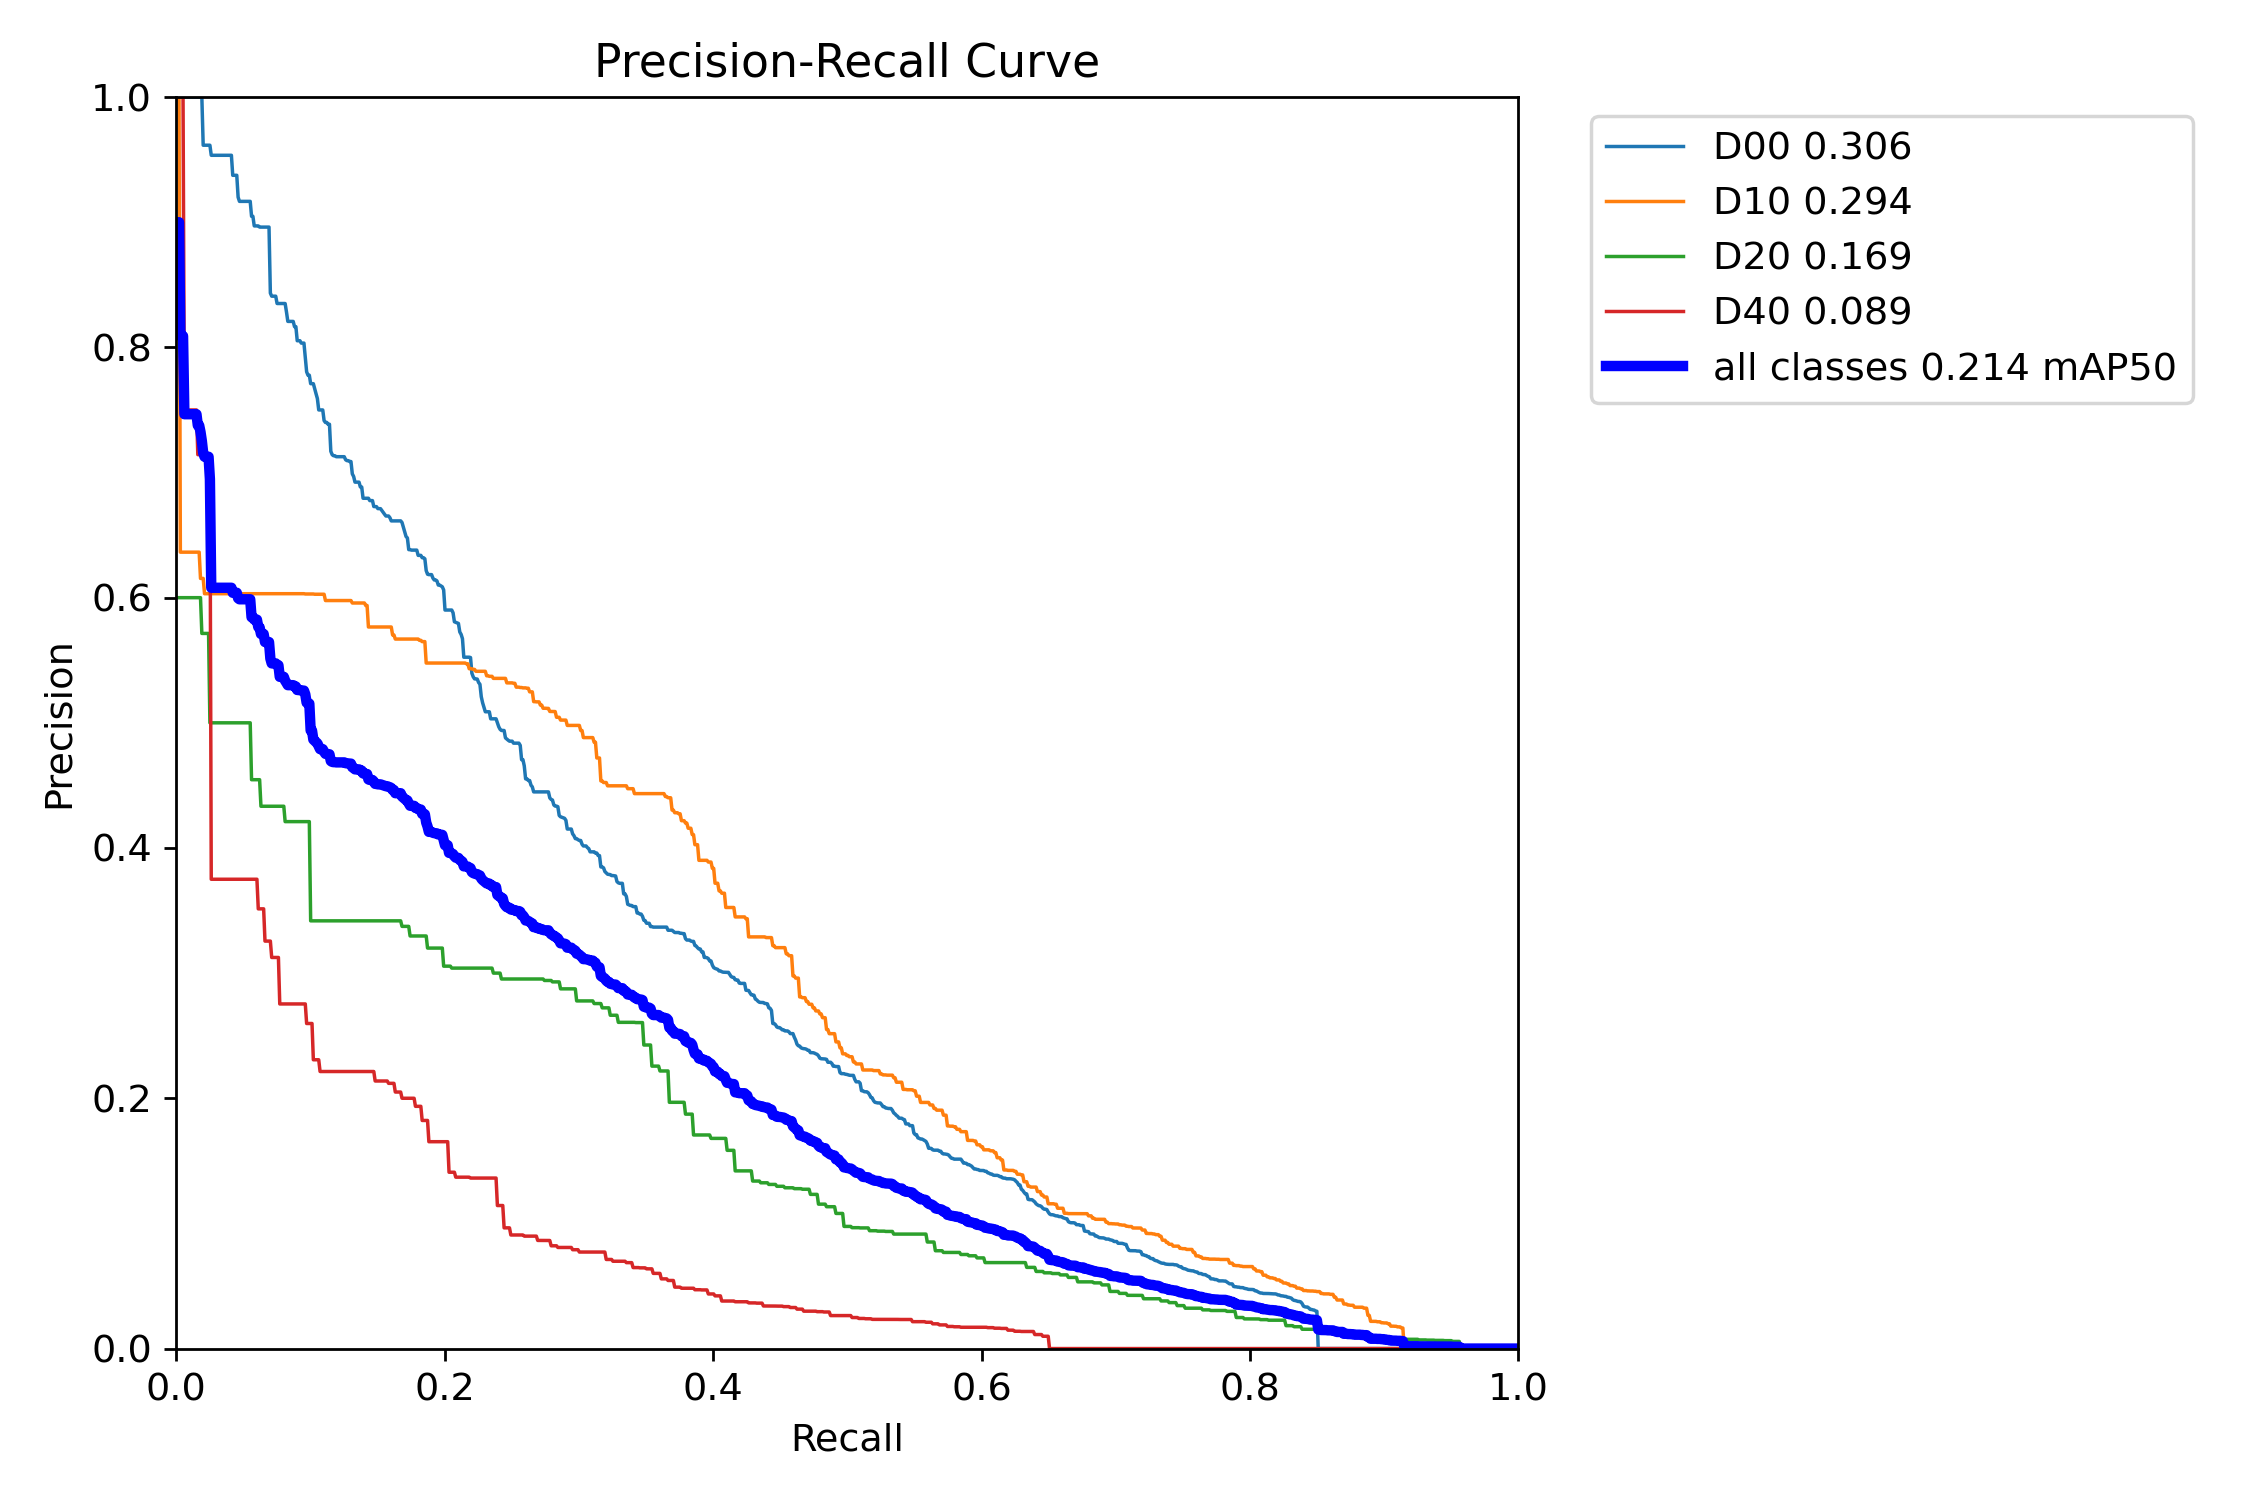 Precision-Recall Curve
1.0
0.8
0.6
0.4
0.2
0.0
Precision
0.0 0.2 0.4 0.6 0.8 1.0
Recall
D00 0.306
D10 0.294
D20 0.169
D40 0.089
all classes 0.214 mAP50